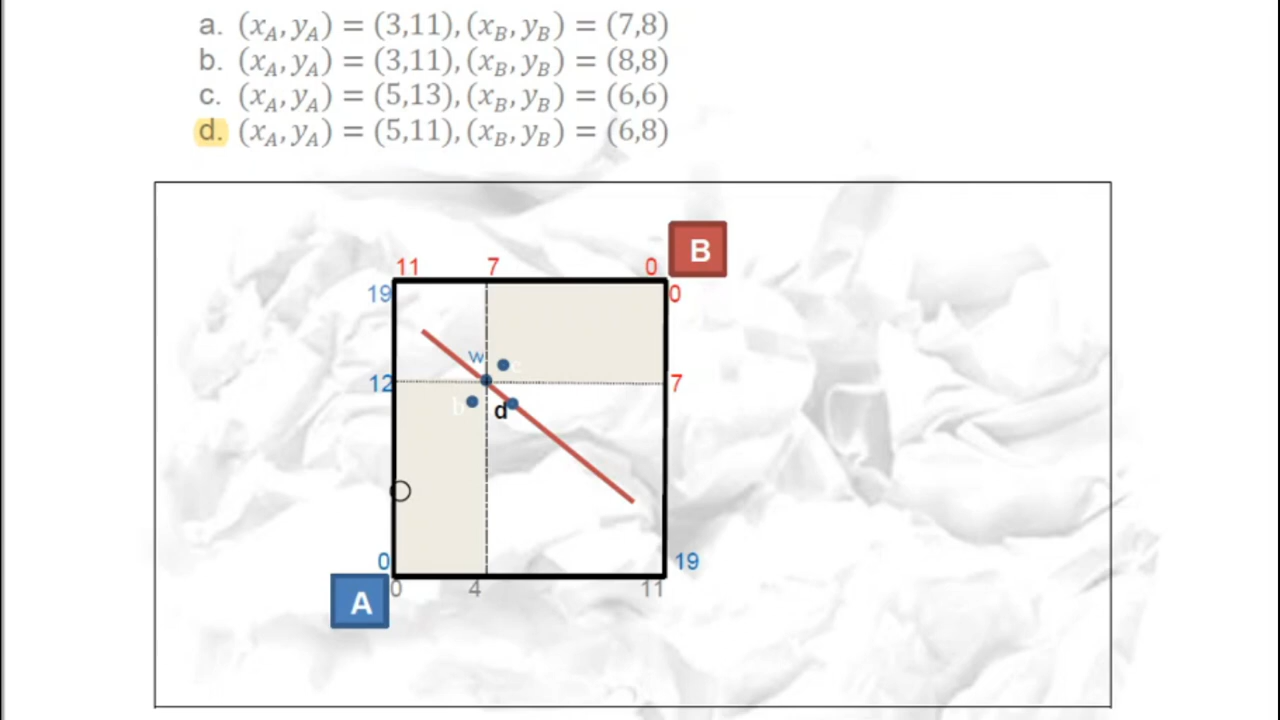 a. (x_A, y_A) = (3,11), (x_B, y_B) = (7,8)
b. (x_A, y_A) = (3,11), (x_B, y_B) = (8,8)
c. (x_A, y_A) = (5,13), (x_B, y_B) = (6,6)
d. (x_A, y_A) = (5,11), (x_B, y_B) = (6,8)
B
11 7 0
19 0
w c
12 7
b d
0 19
A 0 4 11